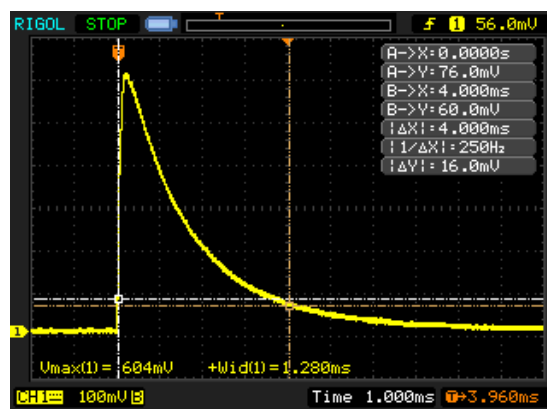 RIGOL STOP T f 1 56.0mV
T
A->X:0.0000s
A->Y:76.0mV
B->X:4.000ms
B->Y:60.0mV
|ΔX|:4.000ms
|1/ΔX|:250Hz
|ΔY|:16.0mV
1
Vmax(1)=604mV +Wid(1)=1.280ms
CH1 100mV B Time 1.000ms T→3.960ms